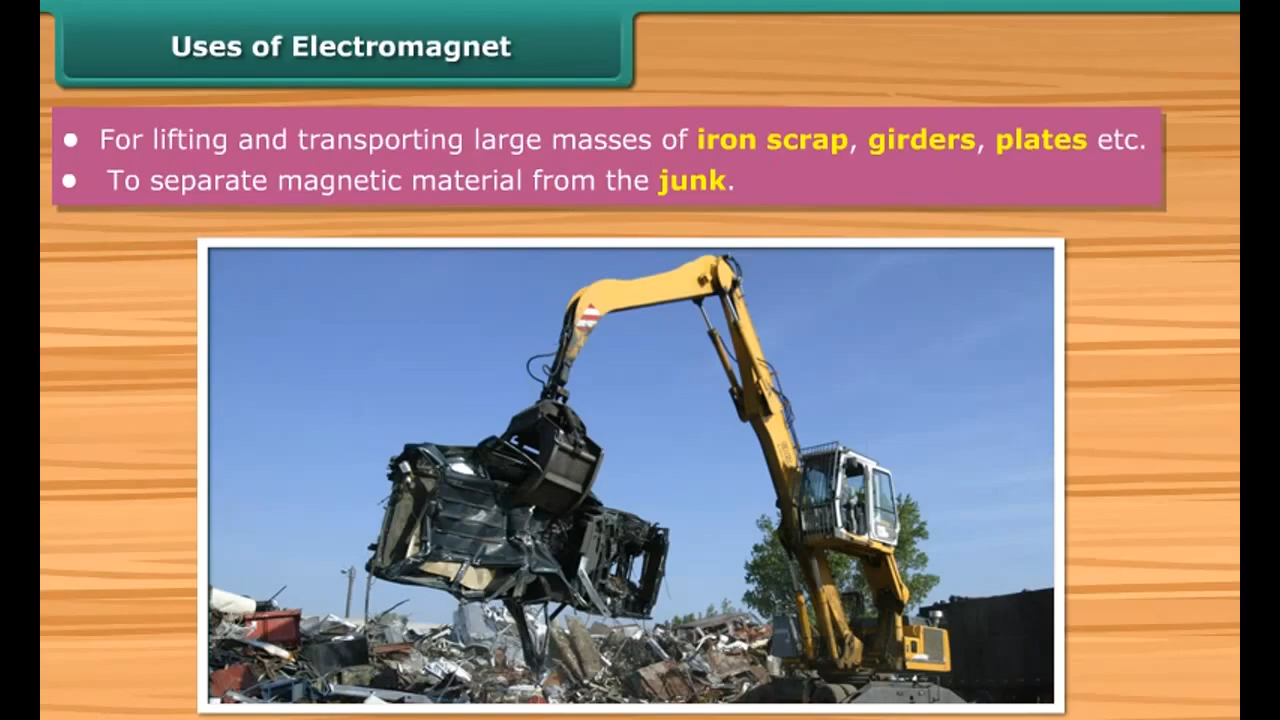 Uses of Electromagnet
● For lifting and transporting large masses of iron scrap, girders, plates etc.
● To separate magnetic material from the junk.